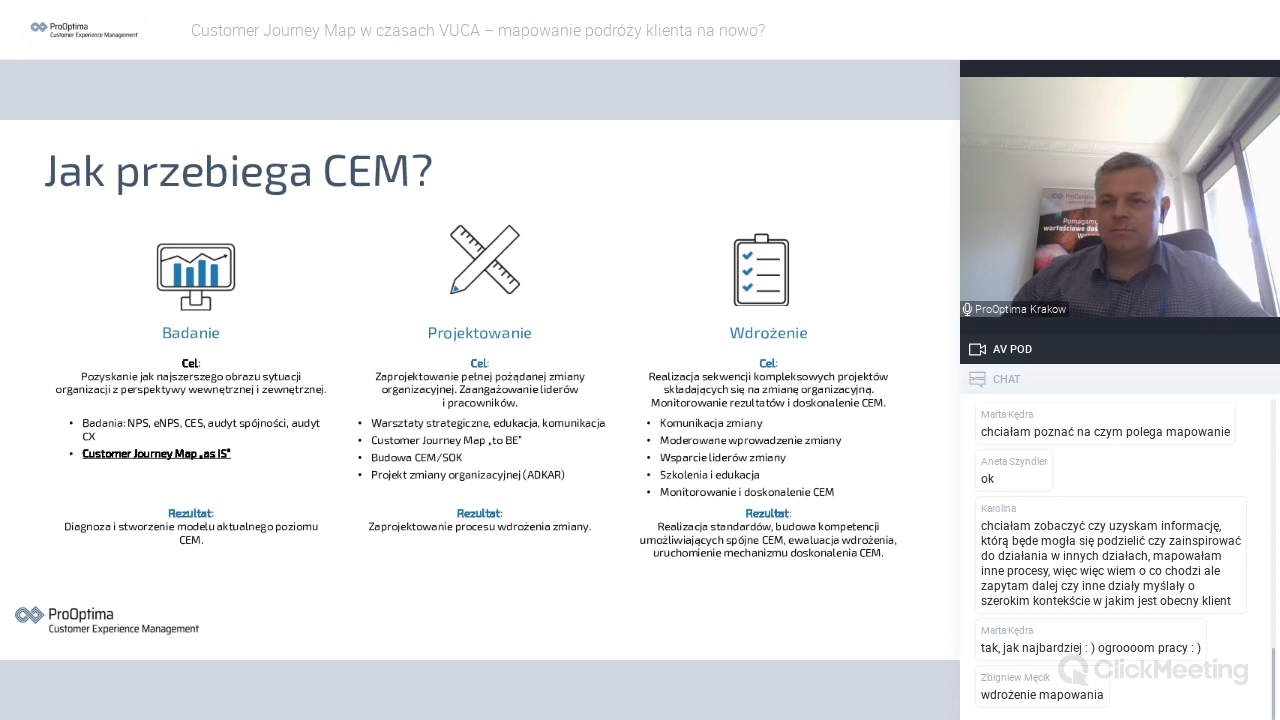 ProOptima
Customer Experience Management
Customer Journey Map w czasach VUCA – mapowanie podróży klienta na nowo?
Jak przebiega CEM?
Badanie
Cel:
Pozyskanie jak najszerszego obrazu sytuacji
organizacji z perspektywy wewnętrznej i zewnętrznej.
• Badania: NPS, eNPS, CES, audyt spójności, audyt
CX
• Customer Journey Map „as IS”
Rezultat:
Diagnoza i stworzenie modelu aktualnego poziomu
CEM.
Projektowanie
Cel:
Zaprojektowanie pełnej pożądanej zmiany
organizacyjnej. Zaangażowanie liderów
i pracowników.
• Warsztaty strategiczne, edukacja, komunikacja
• Customer Journey Map „to BE”
• Budowa CEM/SOK
• Projekt zmiany organizacyjnej (ADKAR)
Rezultat:
Zaprojektowanie procesu wdrożenia zmiany.
Wdrożenie
Cel:
Realizacja sekwencji kompleksowych projektów
składających się na zmianę organizacyjną.
Monitorowanie rezultatów i doskonalenie CEM.
• Komunikacja zmiany
• Moderowane wprowadzenie zmiany
• Wsparcie liderów zmiany
• Szkolenia i edukacja
• Monitorowanie i doskonalenie CEM
Rezultat:
Realizacja standardów, budowa kompetencji
umożliwiających spójne CEM, ewaluacja wdrożenia,
uruchomienie mechanizmu doskonalenia CEM.
ProOptima
Customer Experience Management
ProOptima
Pomagamy
wartościowe
ProOptima Krakow
AV POD
CHAT
Marta Kędra
chciałam poznać na czym polega mapowanie
Aneta Szyndler
ok
Karolina
chciałam zobaczyć czy uzyskam informację,
którą będe mogła się podzielić czy zainspirować
do działania w innych działach, mapowałam
inne procesy, więc więc wiem o co chodzi ale
zapytam dalej czy inne działy myślały o
szerokim kontekście w jakim jest obecny klient
Marta Kędra
tak, jak najbardziej : ) ogroooom pracy : )
Zbigniew Męcik
wdrożenie mapowania
ClickMeeting